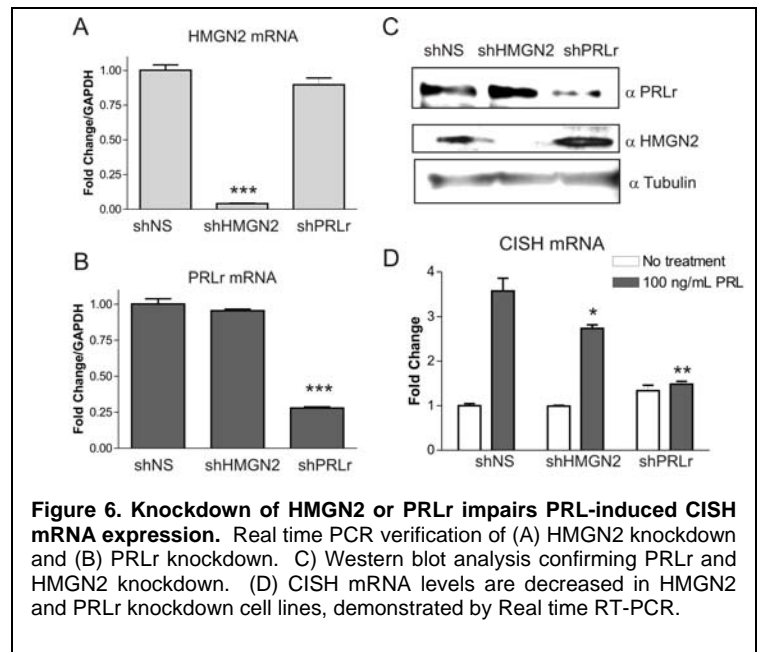 A
HMGN2 mRNA
Fold Change/GAPDH
1.00
0.75
0.50
0.25
0.00
***
shNS shHMGN2 shPRLr
B
PRLr mRNA
Fold Change/GAPDH
1.00
0.75
0.50
0.25
0.00
***
shNS shHMGN2 shPRLr
C
shNS shHMGN2 shPRLr
α PRLr
α HMGN2
α Tubulin
D
CISH mRNA
No treatment
100 ng/mL PRL
Fold Change
4
3
2
1
0
*
**
shNS shHMGN2 shPRLr
Figure 6. Knockdown of HMGN2 or PRLr impairs PRL-induced CISH
mRNA expression. Real time PCR verification of (A) HMGN2 knockdown
and (B) PRLr knockdown. C) Western blot analysis confirming PRLr and
HMGN2 knockdown. (D) CISH mRNA levels are decreased in HMGN2
and PRLr knockdown cell lines, demonstrated by Real time RT-PCR.